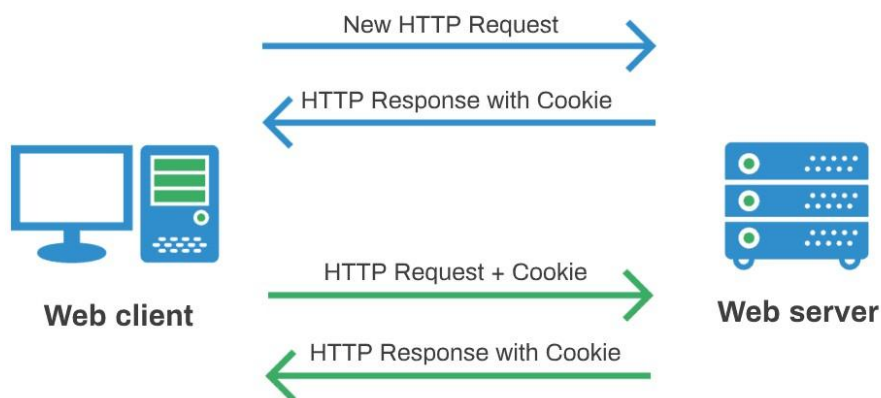 New HTTP Request
HTTP Response with Cookie
HTTP Request + Cookie
Web client
Web server
HTTP Response with Cookie